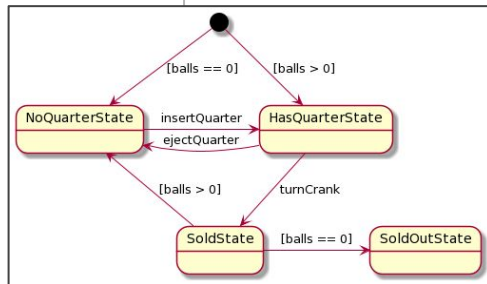 [balls == 0]
[balls > 0]
NoQuarterState
insertQuarter
HasQuarterState
ejectQuarter
[balls > 0]
turnCrank
SoldState
[balls == 0]
SoldOutState